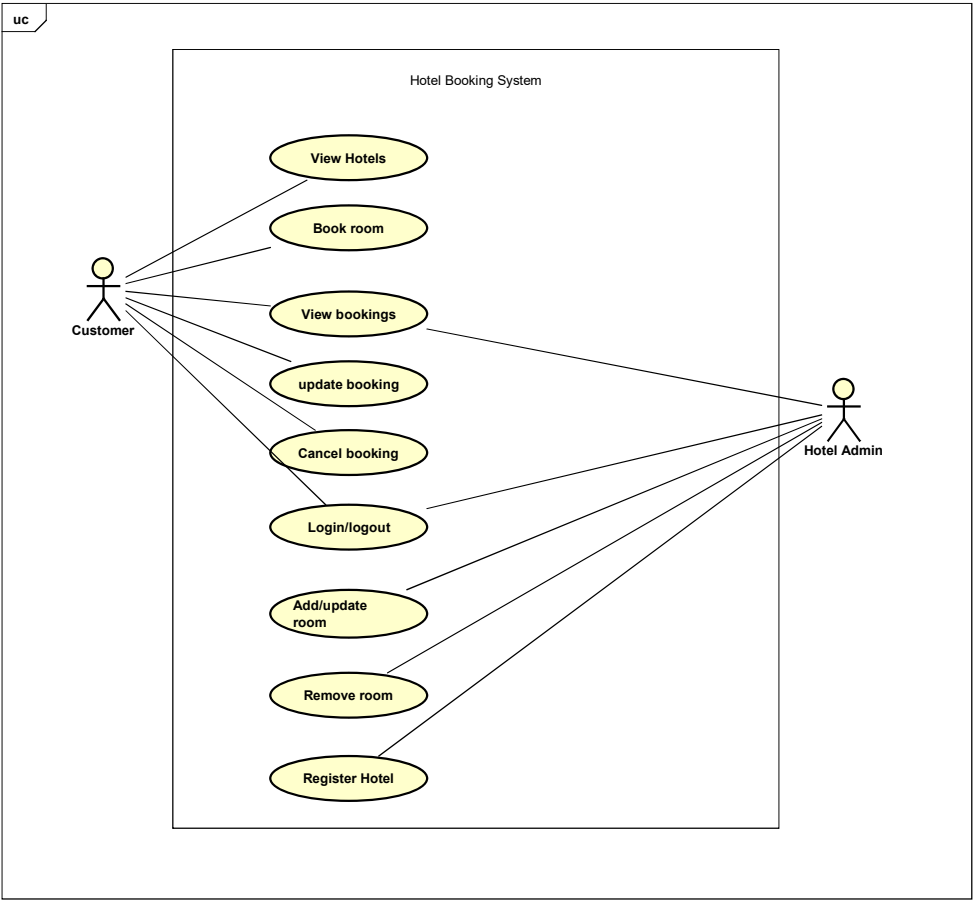 uc
Hotel Booking System
View Hotels
Book room
View bookings
Customer
update booking
Hotel Admin
Cancel booking
Login/logout
Add/update
room
Remove room
Register Hotel